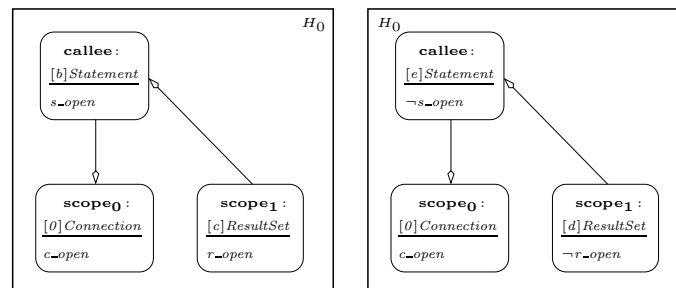 H₀
callee:
[b]Statement
s_open
scope₀:
[0]Connection
c_open
scope₁:
[c]ResultSet
r_open
H₀
callee:
[e]Statement
¬s_open
scope₀:
[0]Connection
c_open
scope₁:
[d]ResultSet
¬r_open